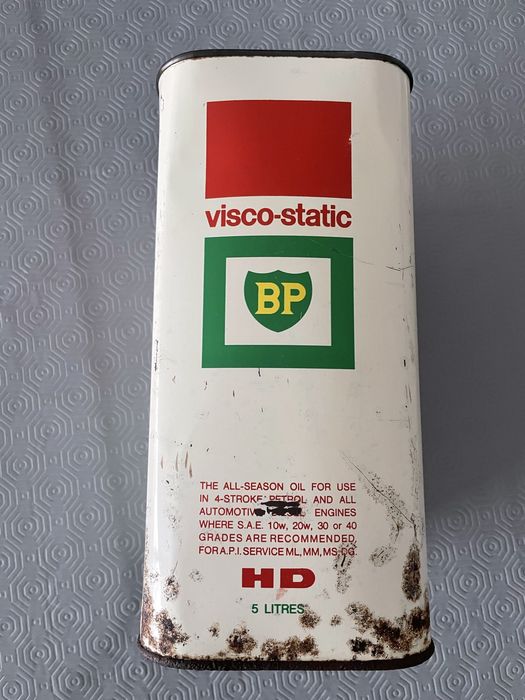 visco-static
BP
THE ALL-SEASON OIL FOR USE
IN 4-STROKE PETROL AND ALL
ENGINES
WHERE S.A.E. 10w, 20w, 30 or 40
GRADES ARE RECOMMENDED,
FOR A.P.I. SERVICE ML, MM, MS,
HD
5 LITRES